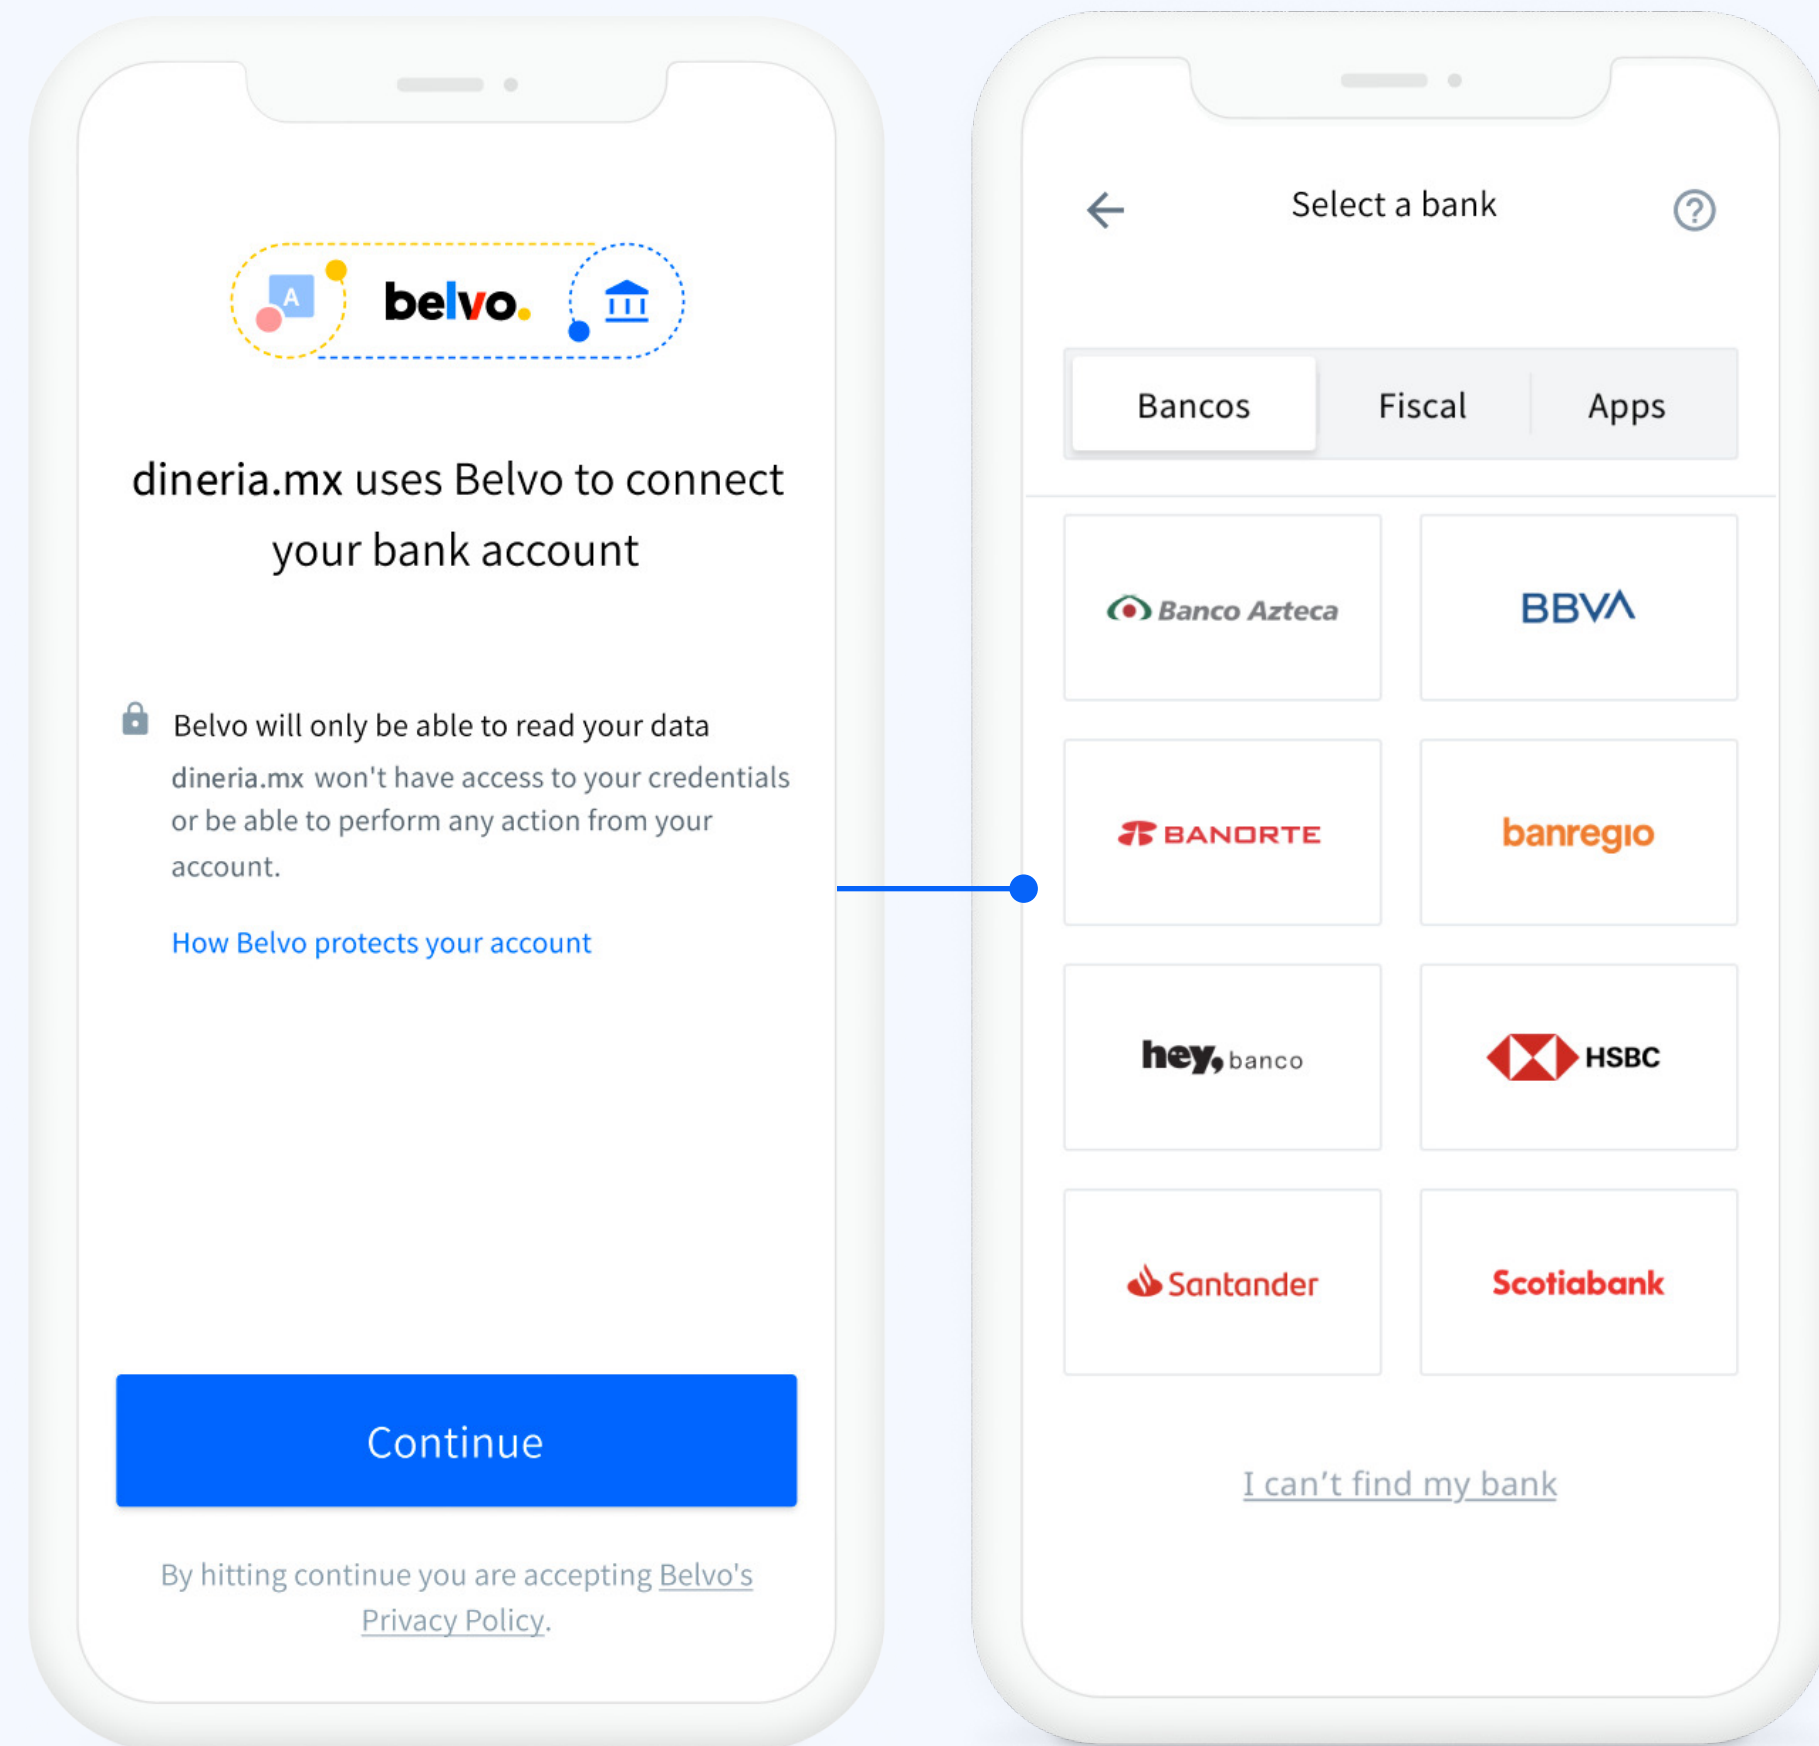 A
belvo.
dineria.mx uses Belvo to connect
your bank account
Belvo will only be able to read your data
dineria.mx won't have access to your credentials
or be able to perform any action from your
account.
How Belvo protects your account
Continue
By hitting continue you are accepting Belvo's
Privacy Policy.
Select a bank
Bancos Fiscal Apps
Banco Azteca BBVA
BANORTE banregio
hey, banco HSBC
Santander Scotiabank
I can't find my bank